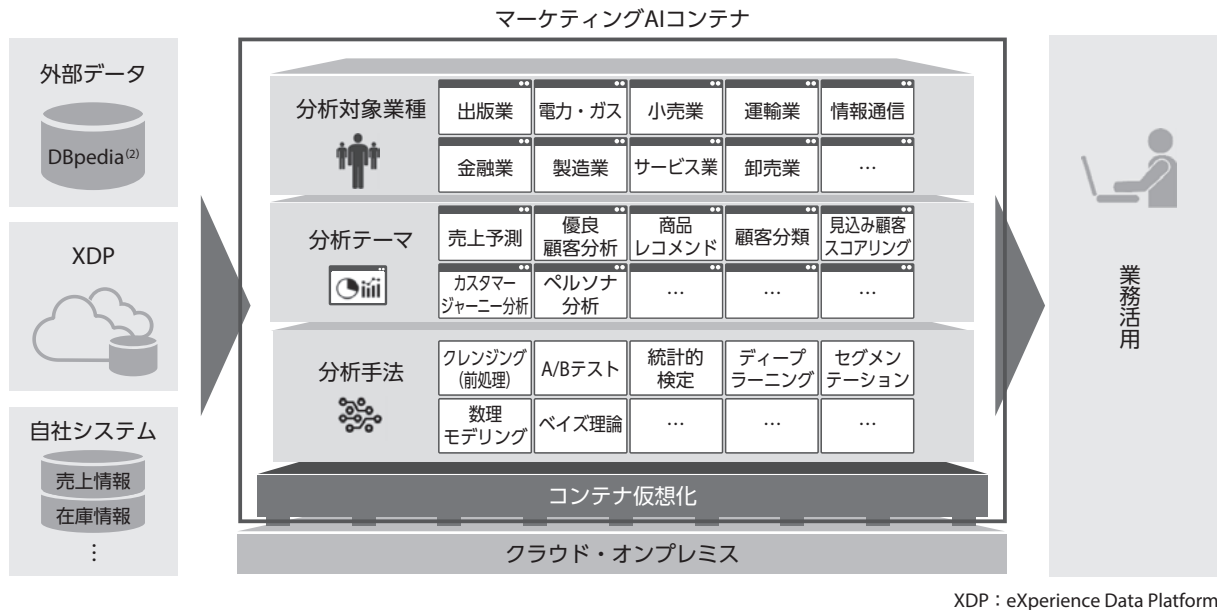 マーケティングAIコンテナ
外部データ
DBpedia(2)
XDP
自社システム
売上情報
在庫情報
⋮
分析対象業種
出版業
電力・ガス
小売業
運輸業
情報通信
金融業
製造業
サービス業
卸売業
…
分析テーマ
売上予測
優良
顧客分析
商品
レコメンド
顧客分類
見込み顧客
スコアリング
カスタマー
ジャーニー分析
ペルソナ
分析
…
…
…
分析手法
クレンジング
(前処理)
A/Bテスト
統計的
検定
ディープ
ラーニング
セグメン
テーション
数理
モデリング
ベイズ理論
…
…
…
コンテナ仮想化
クラウド・オンプレミス
業務活用
XDP：eXperience Data Platform